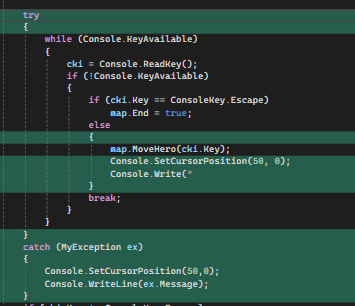 try
{
while (Console.KeyAvailable)
{
cki = Console.ReadKey();
if (!Console.KeyAvailable)
{
if (cki.Key == ConsoleKey.Escape)
map.End = true;
else
{
map.MoveHero(cki.Key);
Console.SetCursorPosition(50, 0);
Console.Write("
}
break;
}
}
}
catch (MyException ex)
{
Console.SetCursorPosition(50,0);
Console.WriteLine(ex.Message);
}